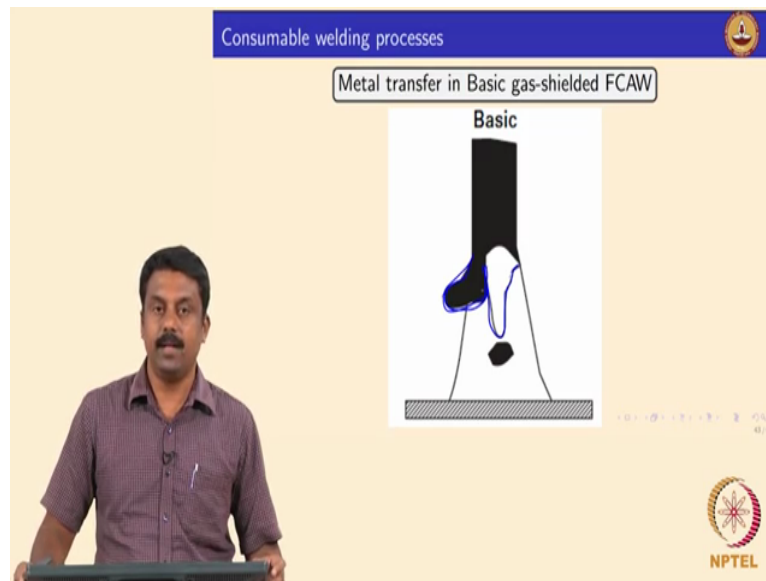 Consumable welding processes
Metal transfer in Basic gas-shielded FCAW
Basic
NPTEL